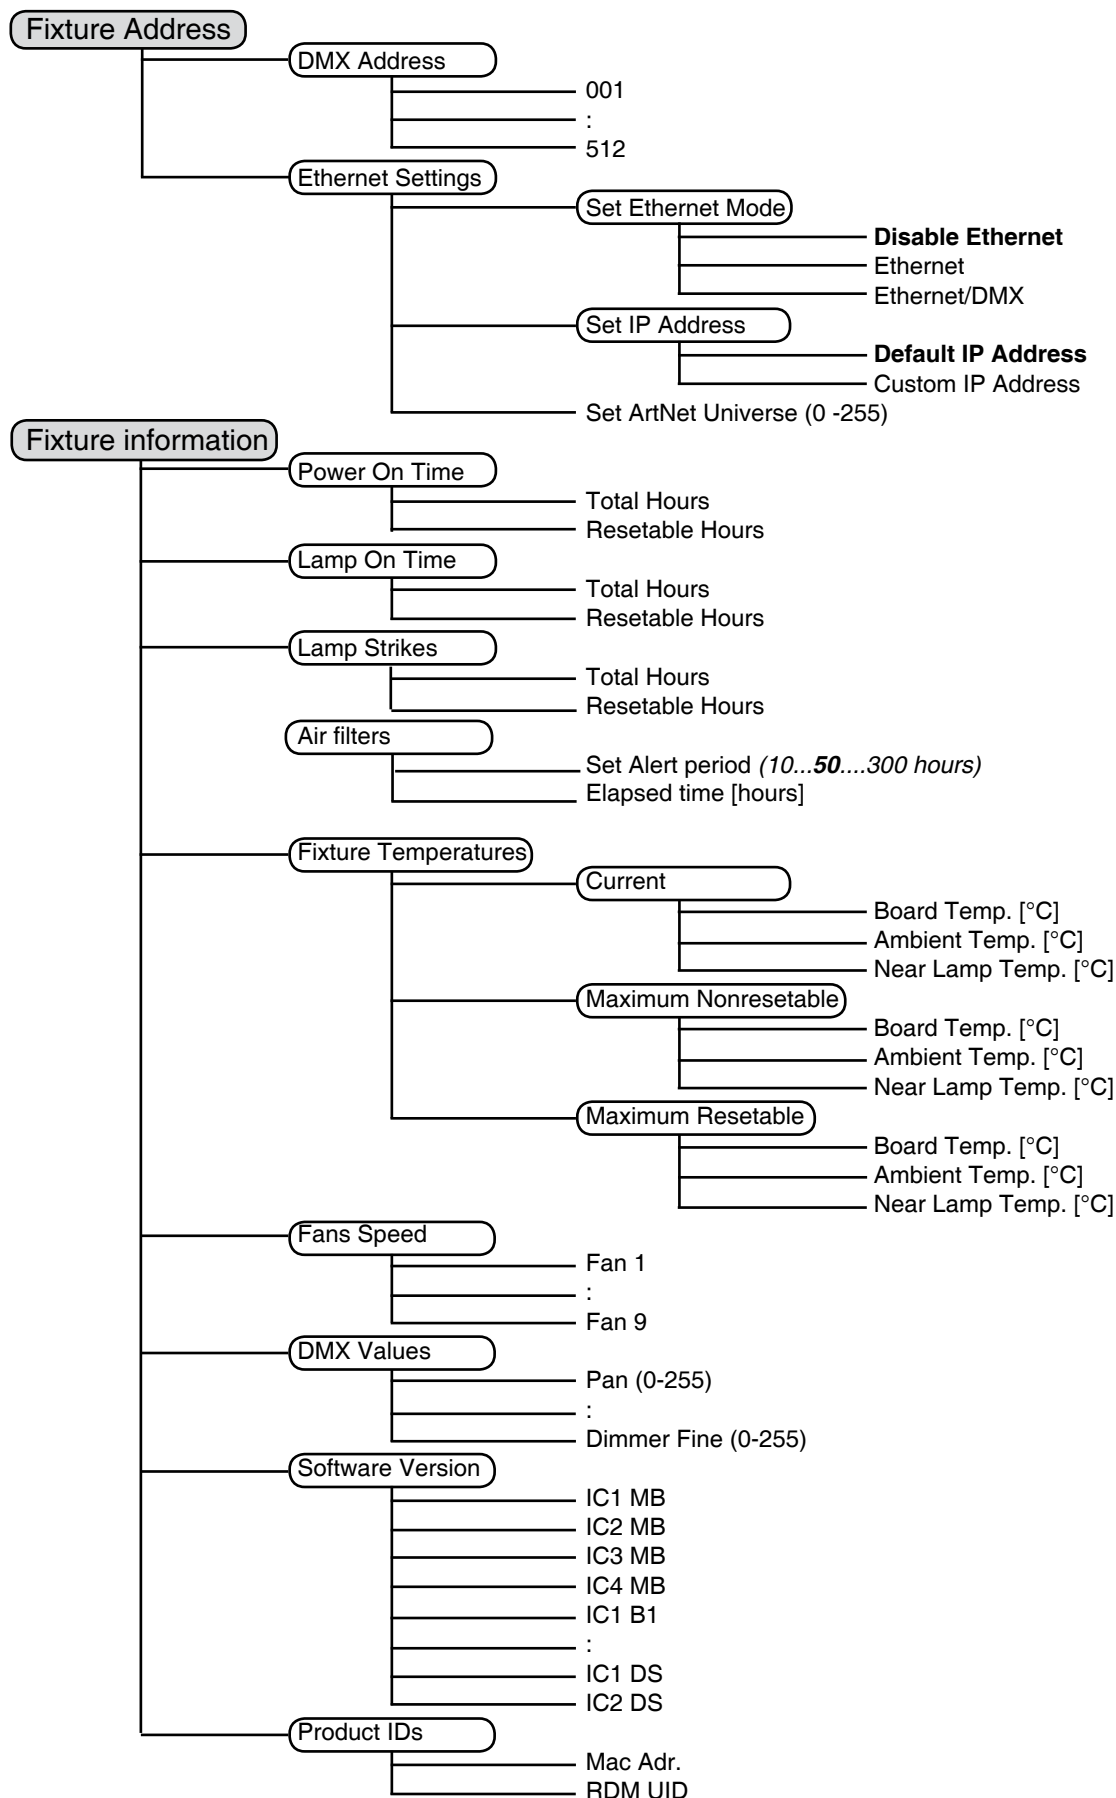 Fixture Address
DMX Address
001
:
512
Ethernet Settings
Set Ethernet Mode
Disable Ethernet
Ethernet
Ethernet/DMX
Set IP Address
Default IP Address
Custom IP Address
Set ArtNet Universe (0 -255)
Fixture information
Power On Time
Total Hours
Resetable Hours
Lamp On Time
Total Hours
Resetable Hours
Lamp Strikes
Total Hours
Resetable Hours
Air filters
Set Alert period (10...50....300 hours)
Elapsed time [hours]
Fixture Temperatures
Current
Board Temp. [°C]
Ambient Temp. [°C]
Near Lamp Temp. [°C]
Maximum Nonresetable
Board Temp. [°C]
Ambient Temp. [°C]
Near Lamp Temp. [°C]
Maximum Resetable
Board Temp. [°C]
Ambient Temp. [°C]
Near Lamp Temp. [°C]
Fans Speed
Fan 1
:
Fan 9
DMX Values
Pan (0-255)
:
Dimmer Fine (0-255)
Software Version
IC1 MB
IC2 MB
IC3 MB
IC4 MB
IC1 B1
:
IC1 DS
IC2 DS
Product IDs
Mac Adr.
RDM UID